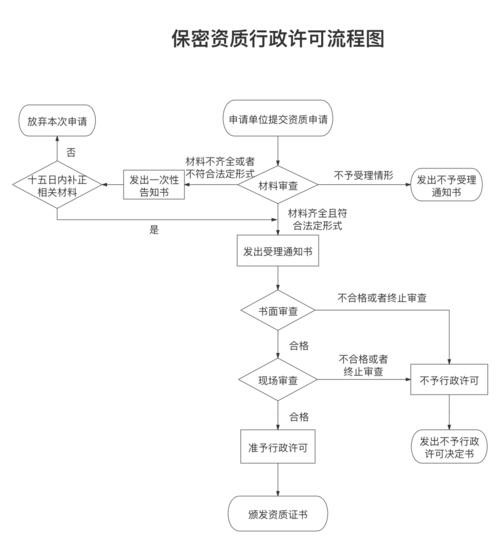 保密资质行政许可流程图
放弃本次申请
申请单位提交资质申请
否
材料不齐全或者
不符合法定形式
不予受理情形
十五日内补正
相关材料
发出一次性
告知书
材料审查
发出不予受理
通知书
是
材料齐全且符
合法定形式
发出受理通知书
不合格或者终止审查
书面审查
合格
不合格或者
终止审查
现场审查
不予行政许可
合格
准予行政许可
发出不予行政
许可决定书
颁发资质证书